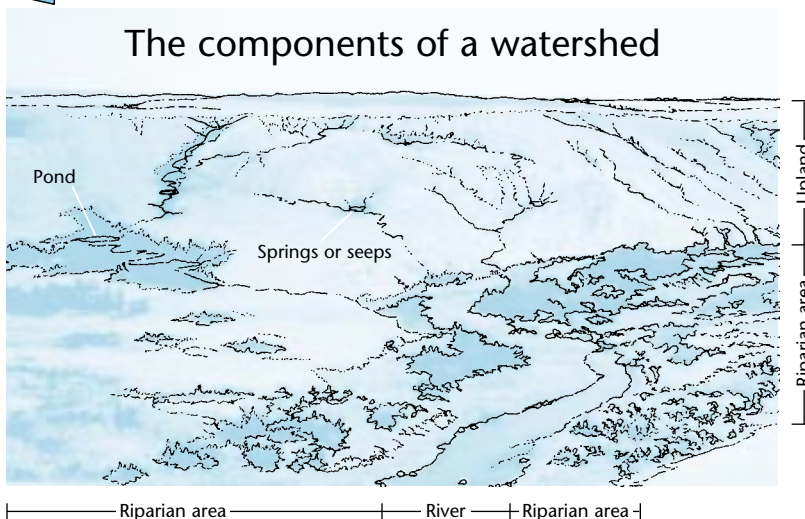 The components of a watershed
Pond
Springs or seeps
Upland
Riparian area
Riparian area
River
Riparian area